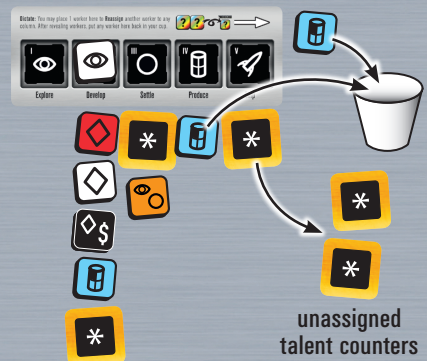 Dictate: You may place 1 worker here to Reassign another worker to any
column. After revealing workers, put any worker here back in your cup.
? ? ?
I II III IV V
Explore Develop Settle Produce
* *
$
*
*
*
unassigned
talent counters